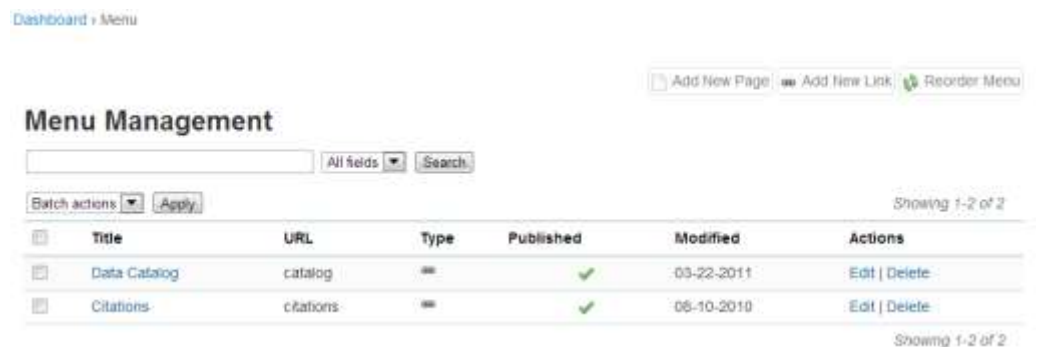 Dashboard › Menu
Add New Page Add New Link Reorder Menu
Menu Management
All fields Search
Batch actions Apply Showing 1-2 of 2
Title URL Type Published Modified Actions
Data Catalog catalog 03-22-2011 Edit | Delete
Citations citations 08-10-2010 Edit | Delete
Showing 1-2 of 2